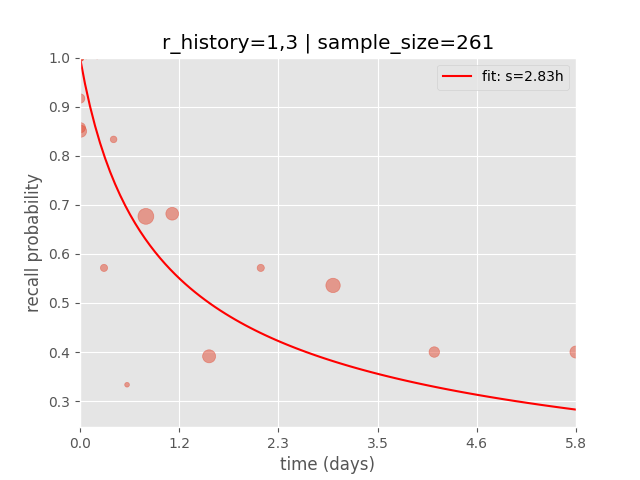 r_history=1,3 | sample_size=261
fit: s=2.83h
recall probability
1.0
0.9
0.8
0.7
0.6
0.5
0.4
0.3
0.0 1.2 2.3 3.5 4.6 5.8
time (days)